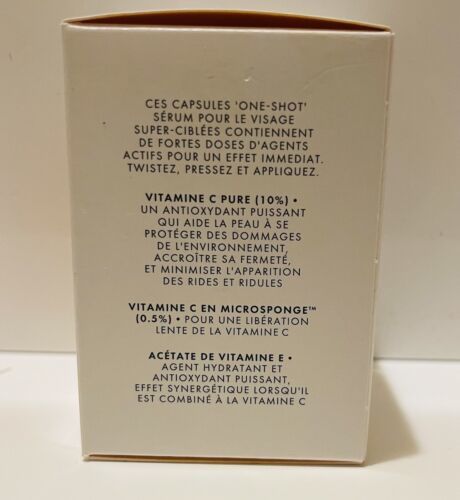 CES CAPSULES 'ONE-SHOT'
SÉRUM POUR LE VISAGE
SUPER-CIBLÉES CONTIENNENT
DE FORTES DOSES D'AGENTS
ACTIFS POUR UN EFFET IMMEDIAT.
TWISTEZ, PRESSEZ ET APPLIQUEZ.
VITAMINE C PURE (10%) •
UN ANTIOXYDANT PUISSANT
QUI AIDE LA PEAU À SE
PROTÉGER DES DOMMAGES
DE L'ENVIRONNEMENT,
ACCROÎTRE SA FERMETÉ,
ET MINIMISER L'APPARITION
DES RIDES ET RIDULES
VITAMINE C EN MICROSPONGE™
(0.5%) • POUR UNE LIBÉRATION
LENTE DE LA VITAMINE C
ACÉTATE DE VITAMINE E •
AGENT HYDRATANT ET
ANTIOXYDANT PUISSANT,
EFFET SYNERGÉTIQUE LORSQU'IL
EST COMBINÉ À LA VITAMINE C